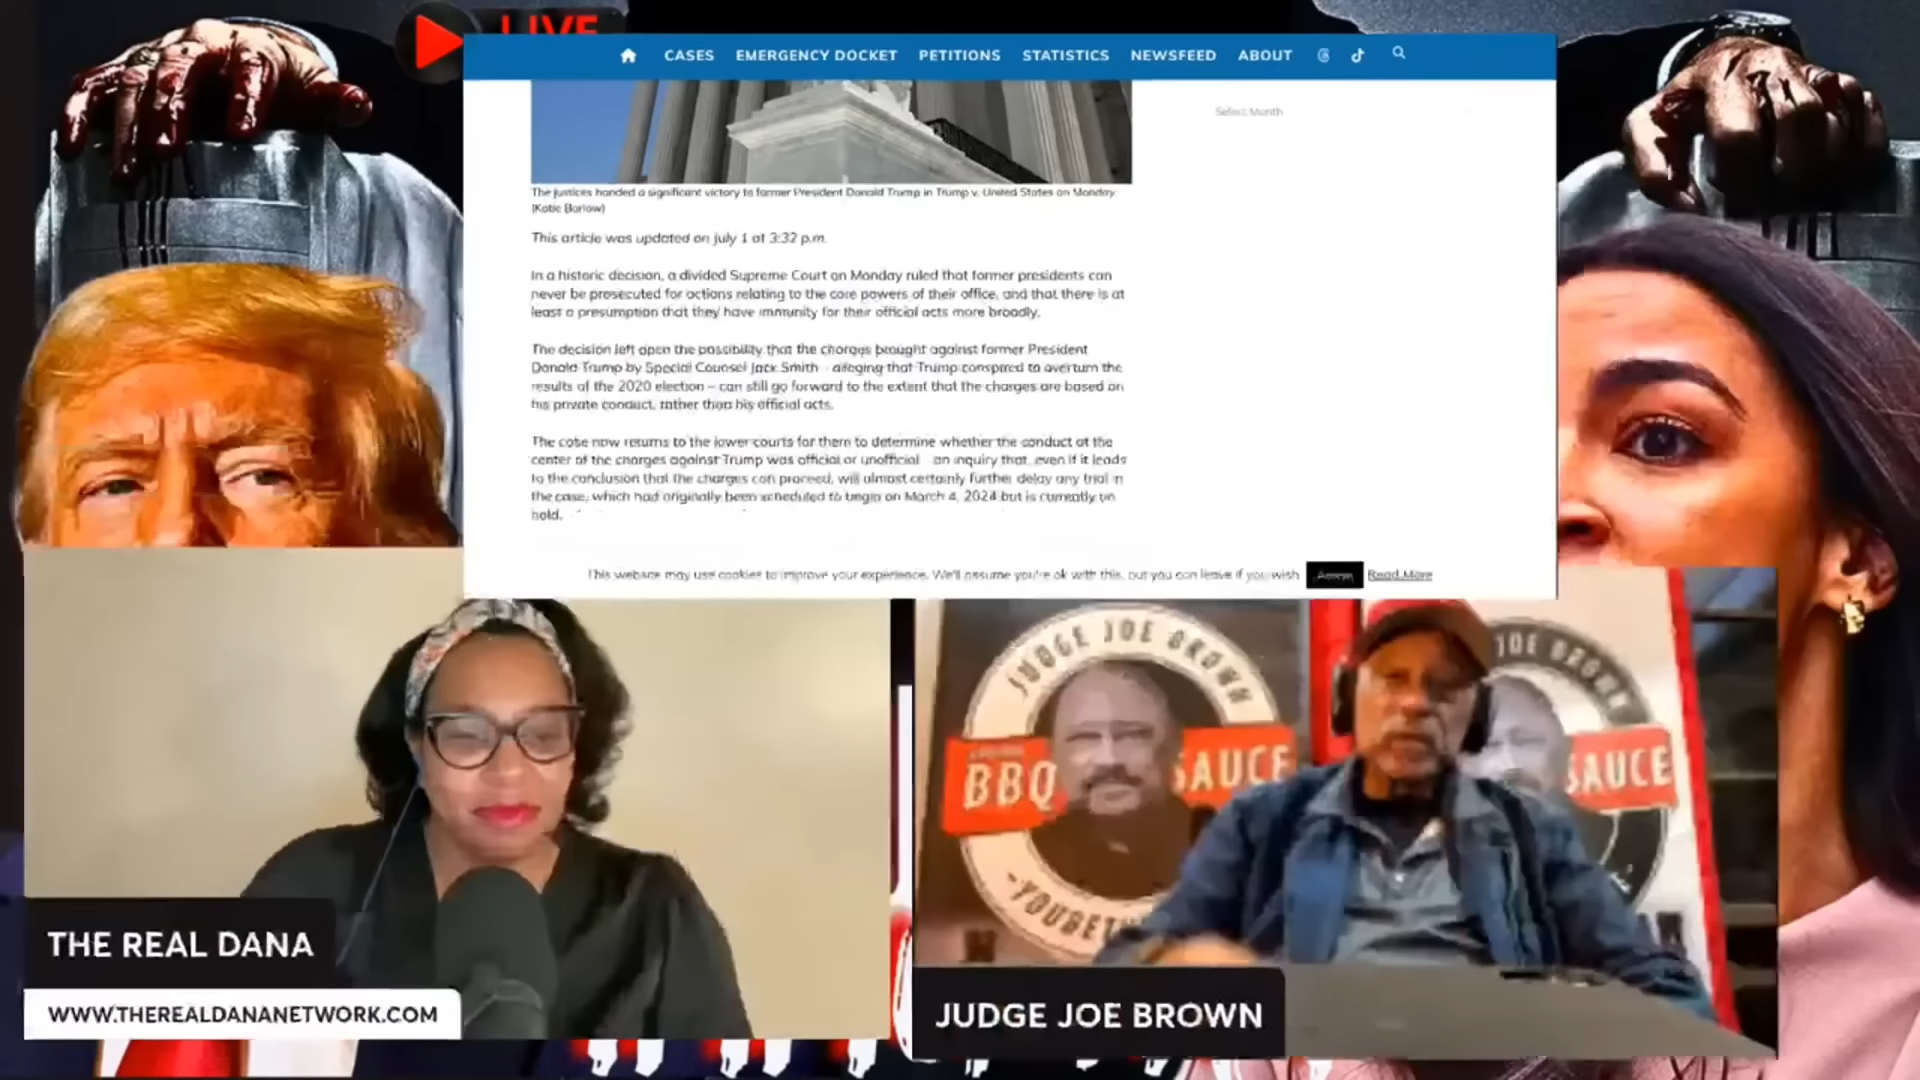 LIVE
CASES EMERGENCY DOCKET PETITIONS STATISTICS NEWSFEED ABOUT
Select Month
The justices handed a significant victory to former President Donald Trump in Trump v. United States on Monday.
(Katie Barlow)
This article was updated on July 1 at 3:32 p.m.
In a historic decision, a divided Supreme Court on Monday ruled that former presidents can
never be prosecuted for actions relating to the core powers of their office, and that there is at
least a presumption that they have immunity for their official acts more broadly.
The decision left open the possibility that the charges brought against former President
Donald Trump by Special Counsel Jack Smith – alleging that Trump conspired to overturn the
results of the 2020 election – can still go forward to the extent that the charges are based on
his private conduct, rather than his official acts.
The case now returns to the lower courts for them to determine whether the conduct at the
center of the charges against Trump was official or unofficial – an inquiry that, even if it leads
to the conclusion that the charges can proceed, will almost certainly further delay any trial in
the case, which had originally been scheduled to begin on March 4, 2024 but is currently on
hold.
This website may use cookies to improve your experience. We'll assume you're ok with this, but you can leave if you wish. Accept Read More
JUDGE JOE BROWN
BBQ SAUCE
JOE BROWN
SAUCE
THE REAL DANA
WWW.THEREALDANANETWORK.COM
JUDGE JOE BROWN